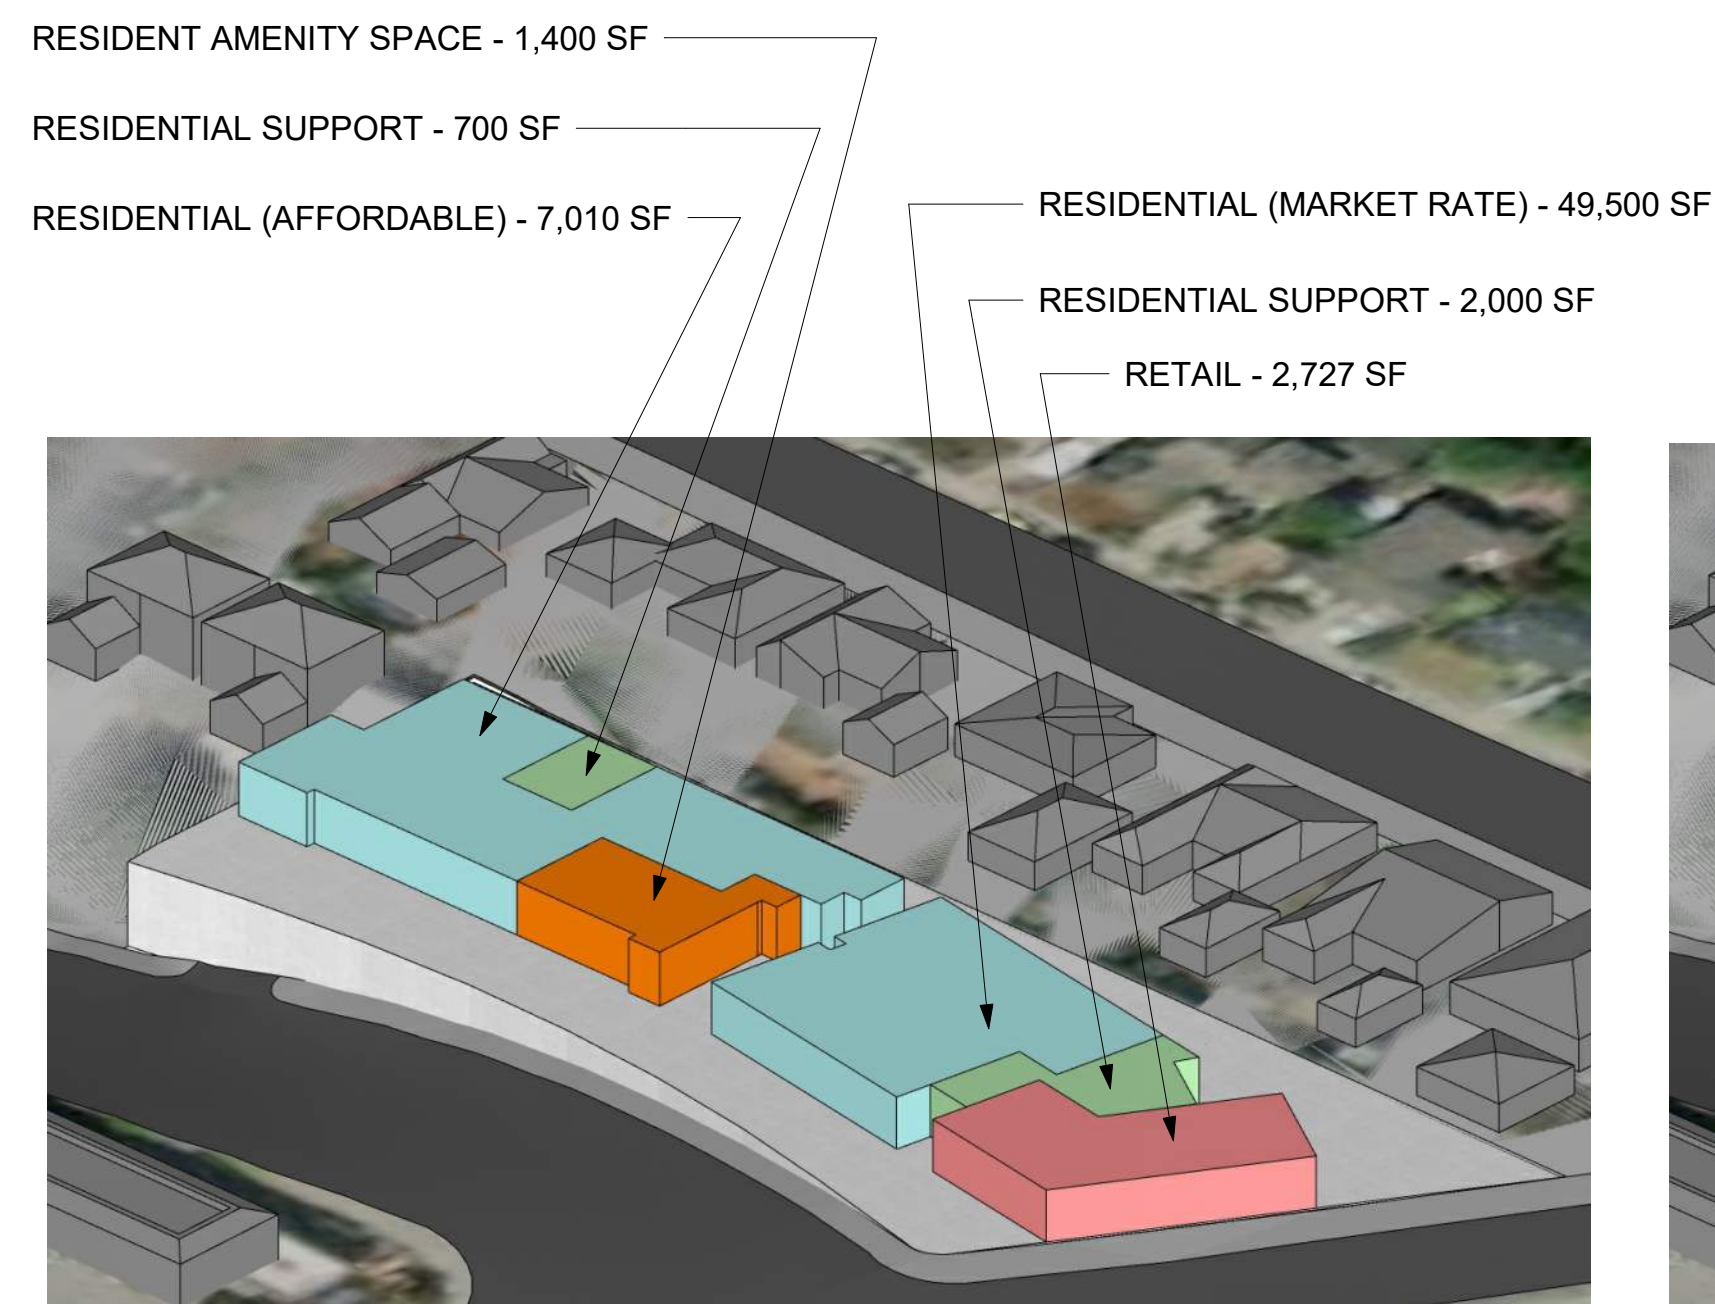 RESIDENT AMENITY SPACE - 1,400 SF
RESIDENTIAL SUPPORT - 700 SF
RESIDENTIAL (AFFORDABLE) - 7,010 SF
RESIDENTIAL (MARKET RATE) - 49,500 SF
RESIDENTIAL SUPPORT - 2,000 SF
RETAIL - 2,727 SF